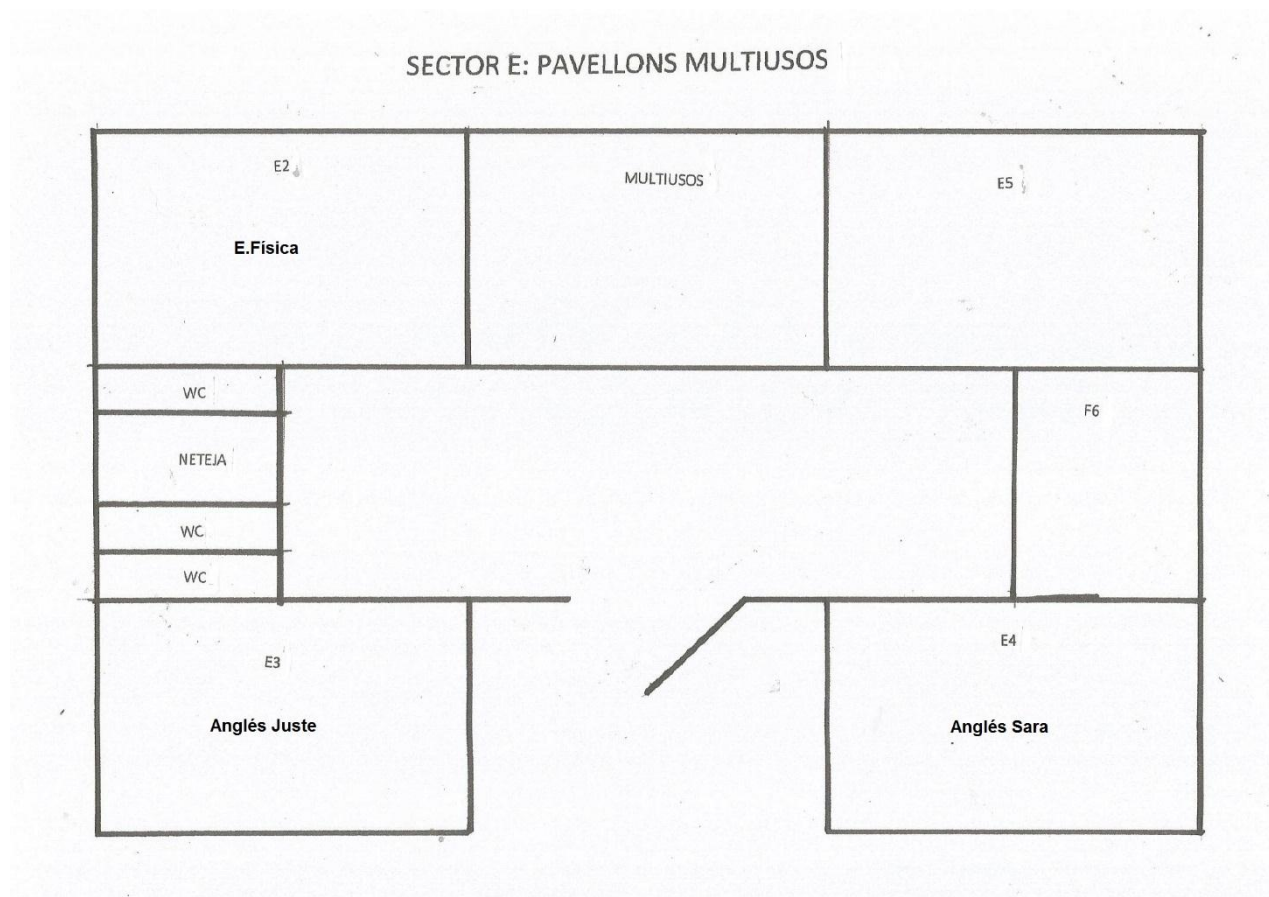 SECTOR E: PAVELLONS MULTIUSOS
E2
MULTIUSOS
E5
E.Física
WC
F6
NETEJA
WC
WC
E3
E4
Anglés Juste
Anglés Sara